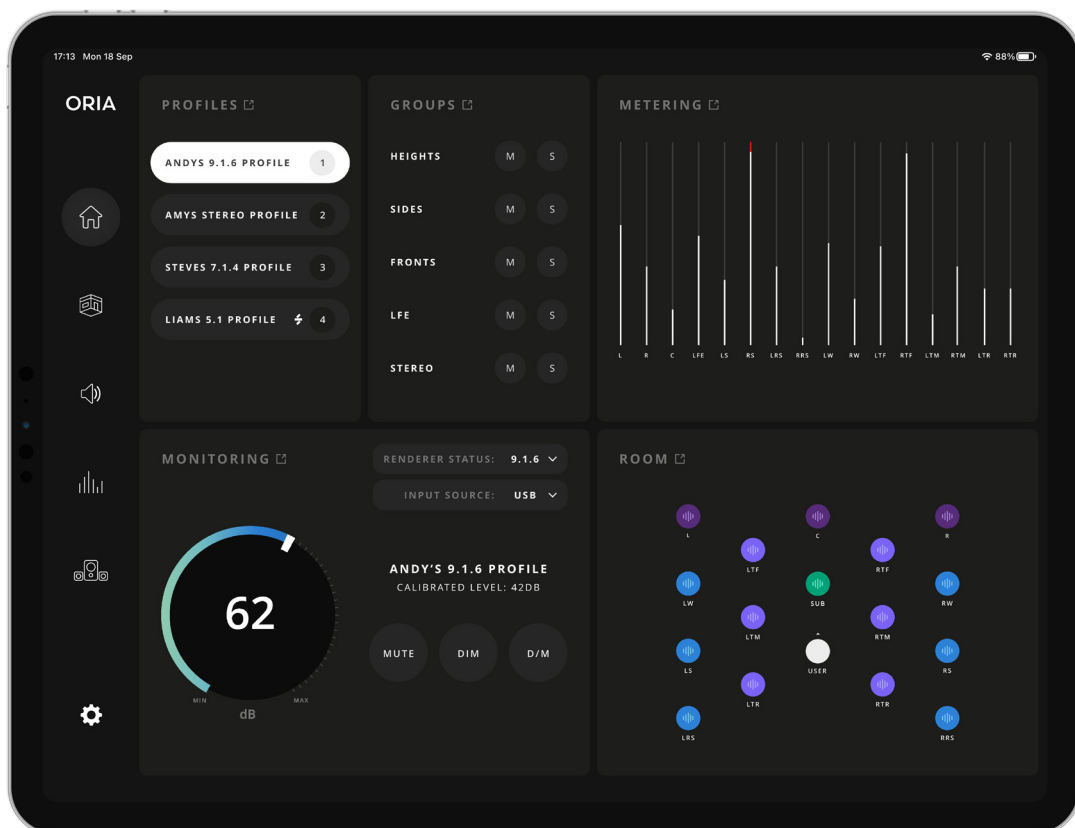 17:13 Mon 18 Sep
88%
ORIA
PROFILES
ANDYS 9.1.6 PROFILE 1
AMYS STEREO PROFILE 2
STEVES 7.1.4 PROFILE 3
LIAMS 5.1 PROFILE 4
GROUPS
HEIGHTS M S
SIDES M S
FRONTS M S
LFE M S
STEREO M S
METERING
L R C LFE LS RS LRS RRS LW RW LTF RTF LTM RTM LTR RTR
MONITORING
RENDERER STATUS: 9.1.6
INPUT SOURCE: USB
62
MIN MAX
dB
ANDY'S 9.1.6 PROFILE
CALIBRATED LEVEL: 42DB
MUTE DIM D/M
ROOM
L C R
LTF RTF
LW SUB RW
LTM RTM
LS USER RS
LTR RTR
LRS RRS